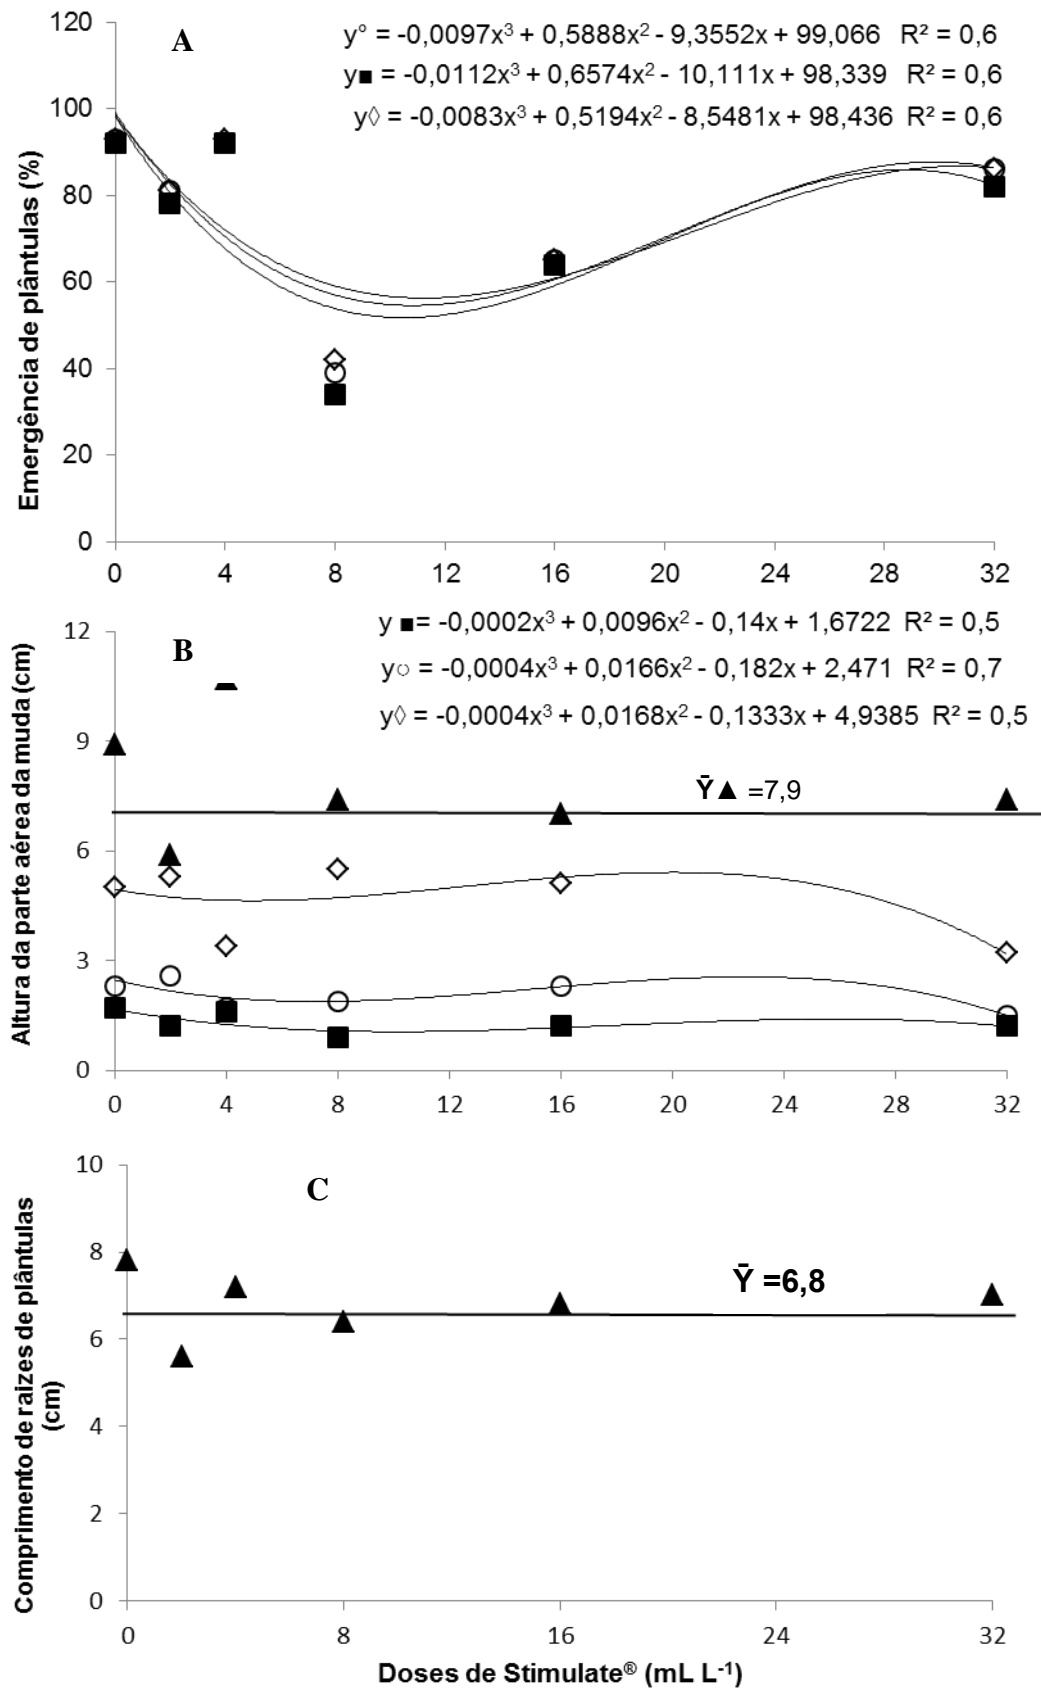 A
y° = -0,0097x³ + 0,5888x² - 9,3552x + 99,066 R² = 0,6
y■ = -0,0112x³ + 0,6574x² - 10,111x + 98,339 R² = 0,6
y◊ = -0,0083x³ + 0,5194x² - 8,5481x + 98,436 R² = 0,6
Emergência de plântulas (%)
120
100
80
60
40
20
0
0 4 8 12 16 20 24 28 32
B
y ■= -0,0002x³ + 0,0096x² - 0,14x + 1,6722 R² = 0,5
y○ = -0,0004x³ + 0,0166x² - 0,182x + 2,471 R² = 0,7
y◊ = -0,0004x³ + 0,0168x² - 0,1333x + 4,9385 R² = 0,5
Ȳ▲ =7,9
Altura da parte aérea da muda (cm)
12
9
6
3
0
0 4 8 12 16 20 24 28 32
C
Ȳ =6,8
Comprimento de raizes de plântulas
(cm)
10
8
6
4
2
0
0 8 16 24 32
Doses de Stimulate® (mL L⁻¹)